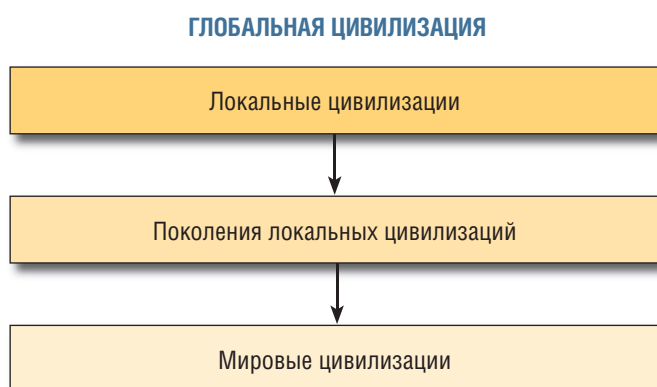 ГЛОБАЛЬНАЯ ЦИВИЛИЗАЦИЯ
Локальные цивилизации
Поколения локальных цивилизаций
Мировые цивилизации